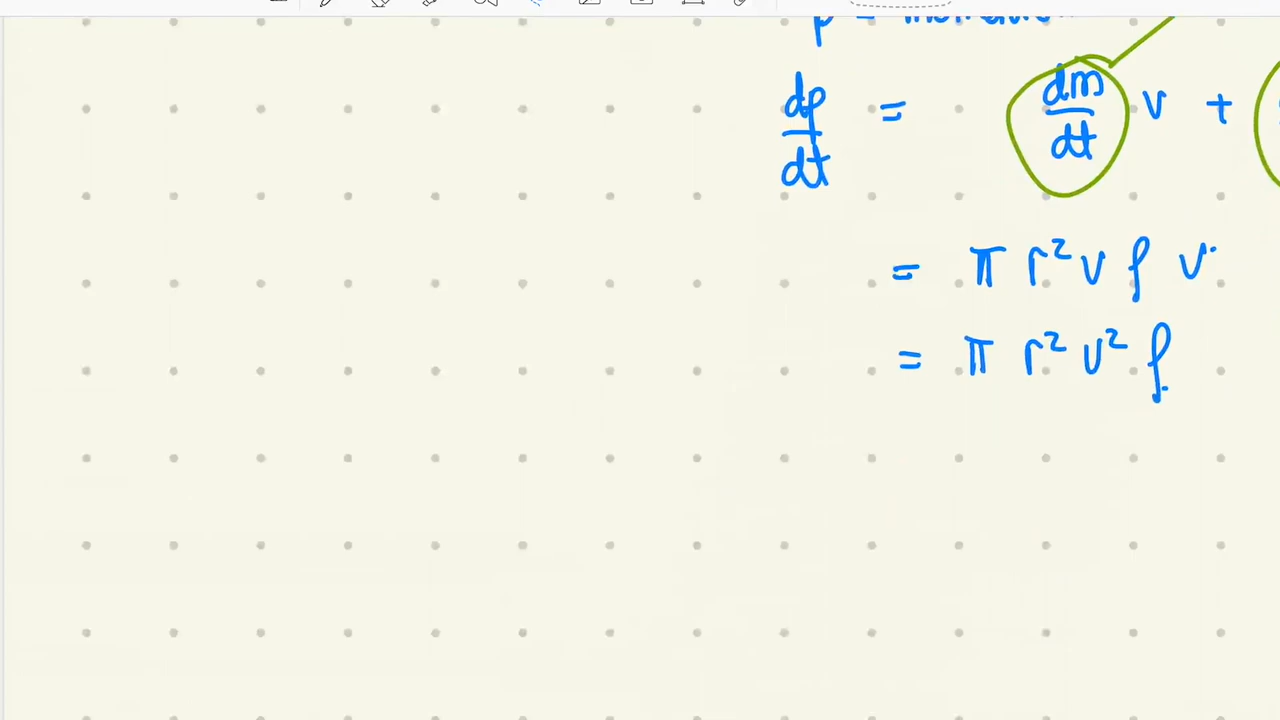 p =
dp/dt = dm/dt v +
= π r² v ρ v
= π r² v² ρ